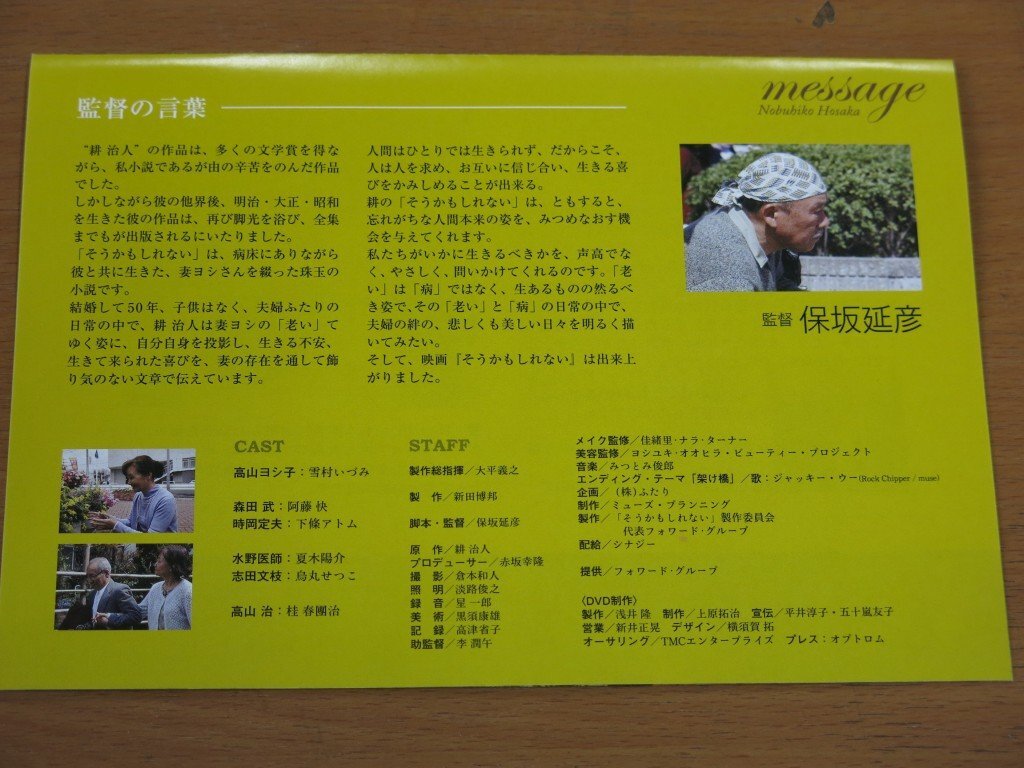 監督の言葉
message
Nobuhiko Hosaka
“耕 治人”の作品は、多くの文学賞を得な
がら、私小説であるが由の辛苦をのんだ作品
でした。
しかしながら彼の他界後、明治・大正・昭和
を生きた彼の作品は、再び脚光を浴び、全集
までもが出版されるにいたりました。
「そうかもしれない」は、病床にありながら
彼と共に生きた、妻ヨシさんを綴った珠玉の
小説です。
結婚して50年、子供はなく、夫婦ふたりの
日常の中で、耕 治人は妻ヨシの「老い」て
ゆく姿に、自分自身を投影し、生きる不安、
生きて来られた喜びを、妻の存在を通して飾
り気のない文章で伝えています。
人間はひとりでは生きられず、だからこそ、
人は人を求め、お互いに信じ合い、生きる喜
びをかみしめることが出来る。
耕の「そうかもしれない」は、ともすると、
忘れがちな人間本来の姿を、みつめなおす機
会を与えてくれます。
私たちがいかに生きるべきかを、声高でな
く、やさしく、問いかけてくれるのです。「老
い」は「病」ではなく、生あるものの然るべ
き姿で、その「老い」と「病」の日常の中で、
夫婦の絆の、悲しくも美しい日々を明るく描
いてみたい。
そして、映画『そうかもしれない』は出来上
がりました。
監督 保坂延彦
CAST
高山ヨシ子：雪村いづみ
森田 武：阿藤 快
時岡定夫：下條アトム
水野医師：夏木陽介
志田文枝：烏丸せつこ
高山 治：桂 春團治
STAFF
製作総指揮／大平義之
製　作／新田博邦
脚本・監督／保坂延彦
原　作／耕 治人
プロデューサー／赤坂幸隆
撮　影／倉本和人
照　明／淡路俊之
録　音／星 一郎
美　術／黒須康雄
記　録／高津省子
助監督／李 潤午
メイク監修／佳緒里・ナラ・ターナー
美容監修／ヨシユキ・オオヒラ・ビューティー・プロジェクト
音楽／みつとみ俊郎
エンディング・テーマ「架け橋」／歌：ジャッキー・ウー(Rock Chipper / muse)
企画／(株)ふたり
制作／ミューズ・プランニング
製作／「そうかもしれない」製作委員会
代表フォワード・グループ
配給／シナジー
提供／フォワード・グループ
〈DVD制作〉
製作／浅井 隆　制作／上原拓治　宣伝／平井淳子・五十嵐友子
営業／新井正晃　デザイン／横須賀 拓
オーサリング／TMCエンタープライズ　プレス：オプトロム